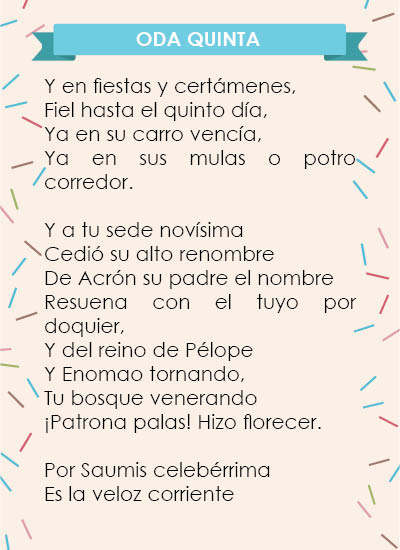 ODA QUINTA
Y en fiestas y certámenes,
Fiel hasta el quinto día,
Ya en su carro vencía,
Ya en sus mulas o potro
corredor.
Y a tu sede novísima
Cedió su alto renombre
De Acrón su padre el nombre
Resuena con el tuyo por
doquier,
Y del reino de Pélope
Y Enomao tornando,
Tu bosque venerando
¡Patrona palas! Hizo florecer.
Por Saumis celebérrima
Es la veloz corriente